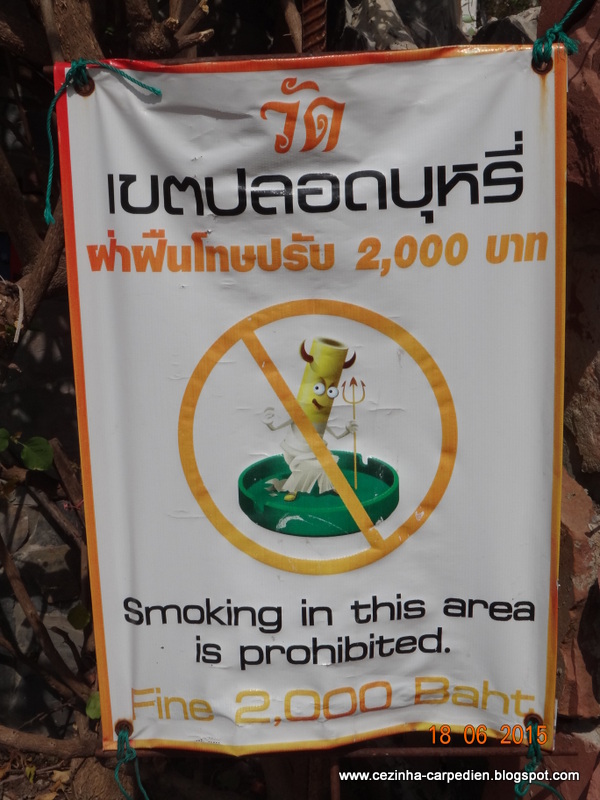 วัด
เขตปลอดบุหรี่
ฝ่าฝืนโทษปรับ 2,000 บาท
Smoking in this area
is prohibited.
Fine 2,000 Baht.
18 06 2015
www.cezinha-carpedien.blogspot.com